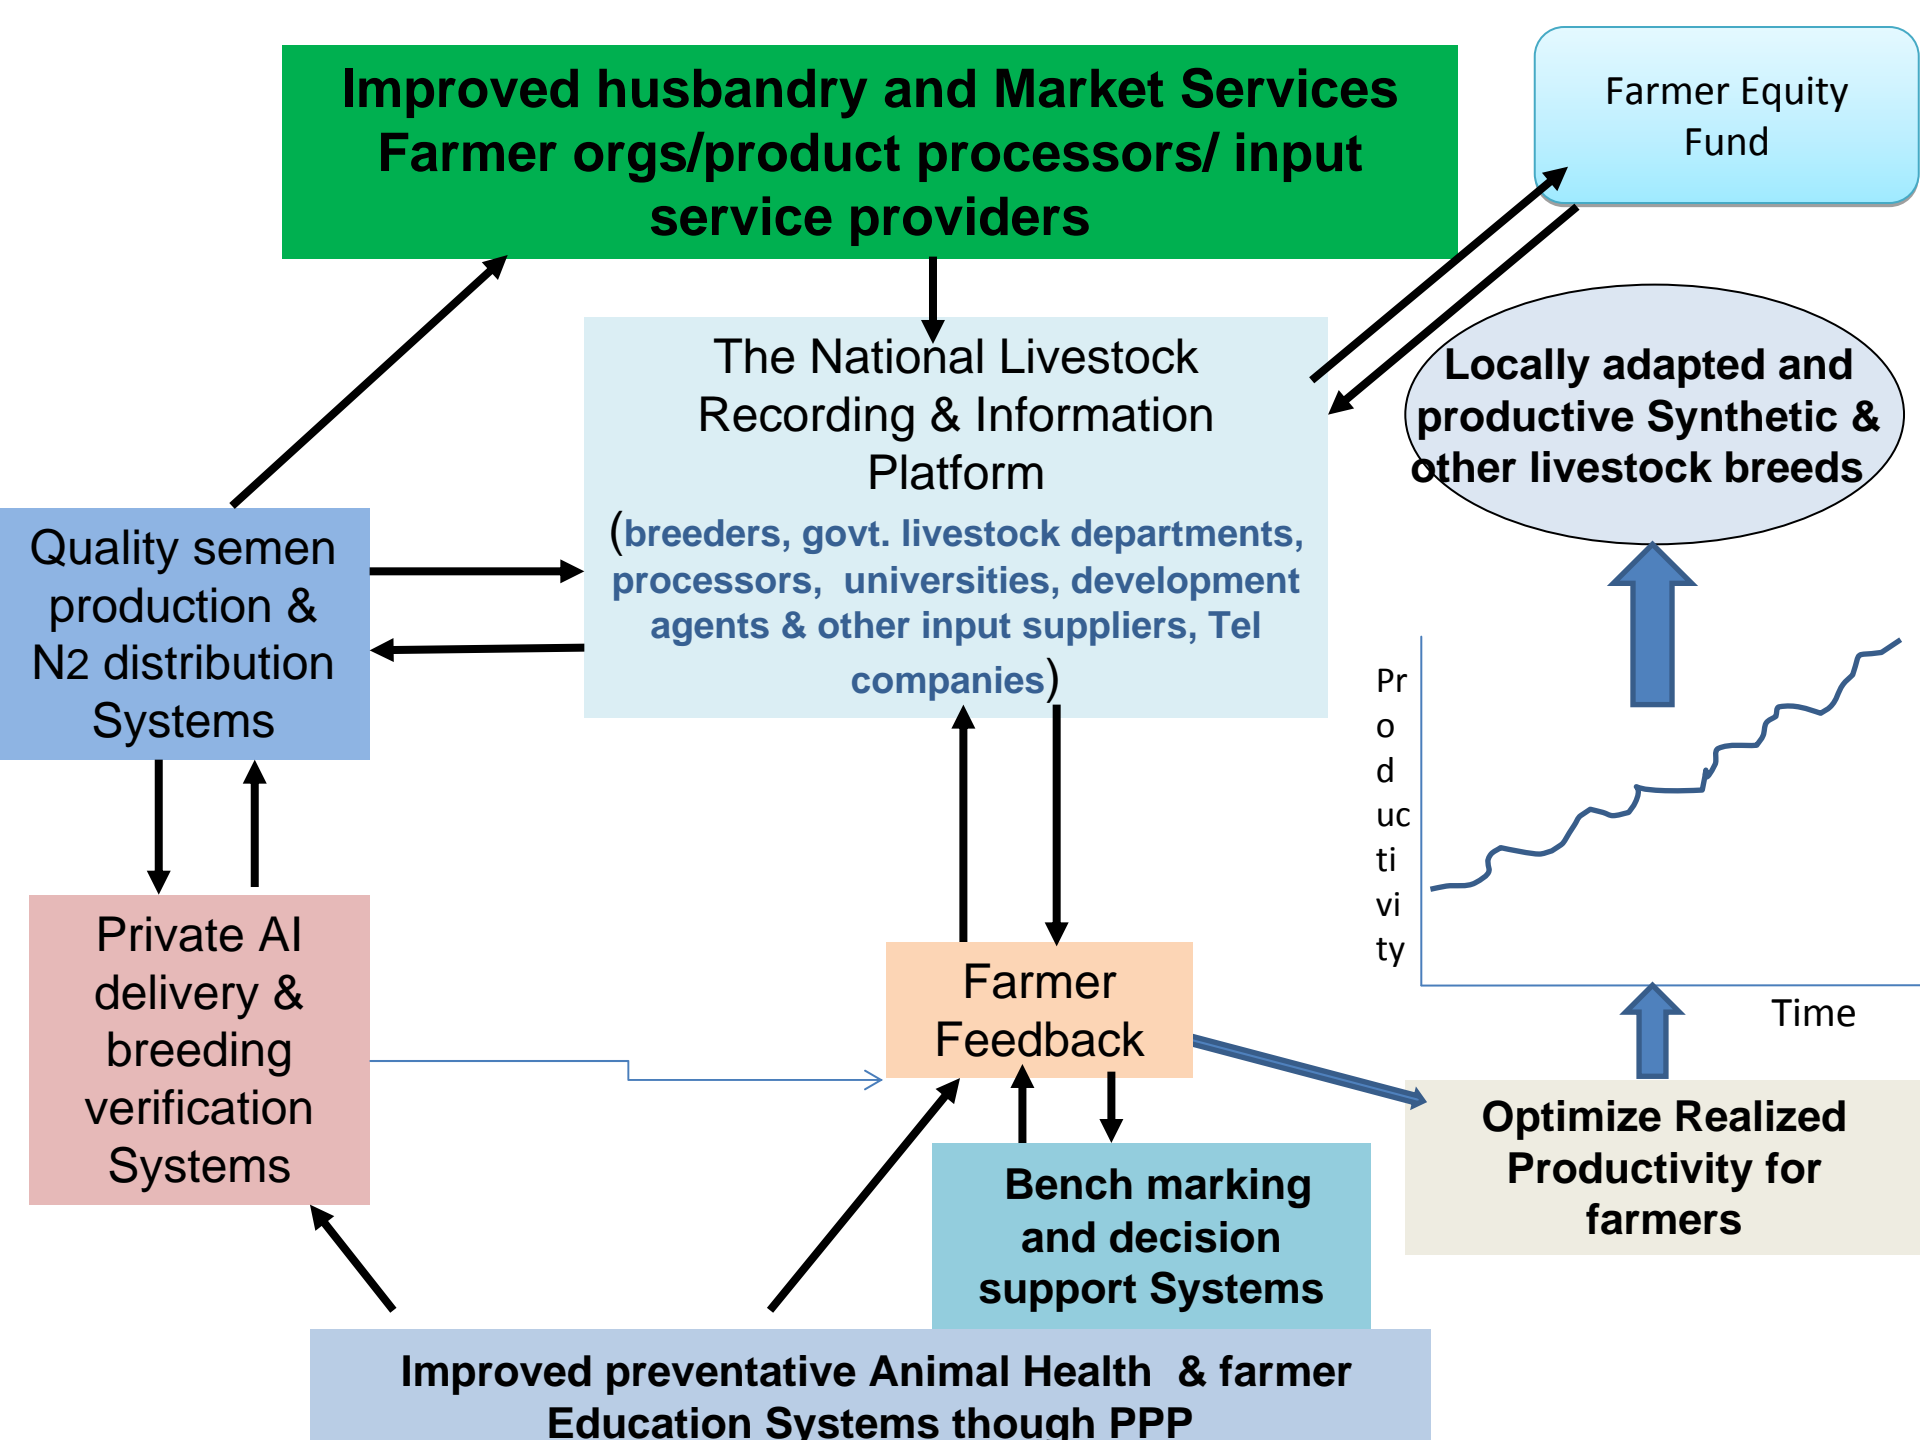 Improved husbandry and Market Services
Farmer orgs/product processors/ input
service providers
Farmer Equity
Fund
The National Livestock
Recording & Information
Platform
(breeders, govt. livestock departments,
processors,  universities, development
agents & other input suppliers, Tel
companies)
Locally adapted and
productive Synthetic &
other livestock breeds
Quality semen
production &
N2 distribution
Systems
Pr
o
d
uc
ti
vi
ty
Time
Private AI
delivery &
breeding
verification
Systems
Farmer
Feedback
Optimize Realized
Productivity for
farmers
Bench marking
and decision
support Systems
Improved preventative Animal Health  & farmer
Education Systems though PPP